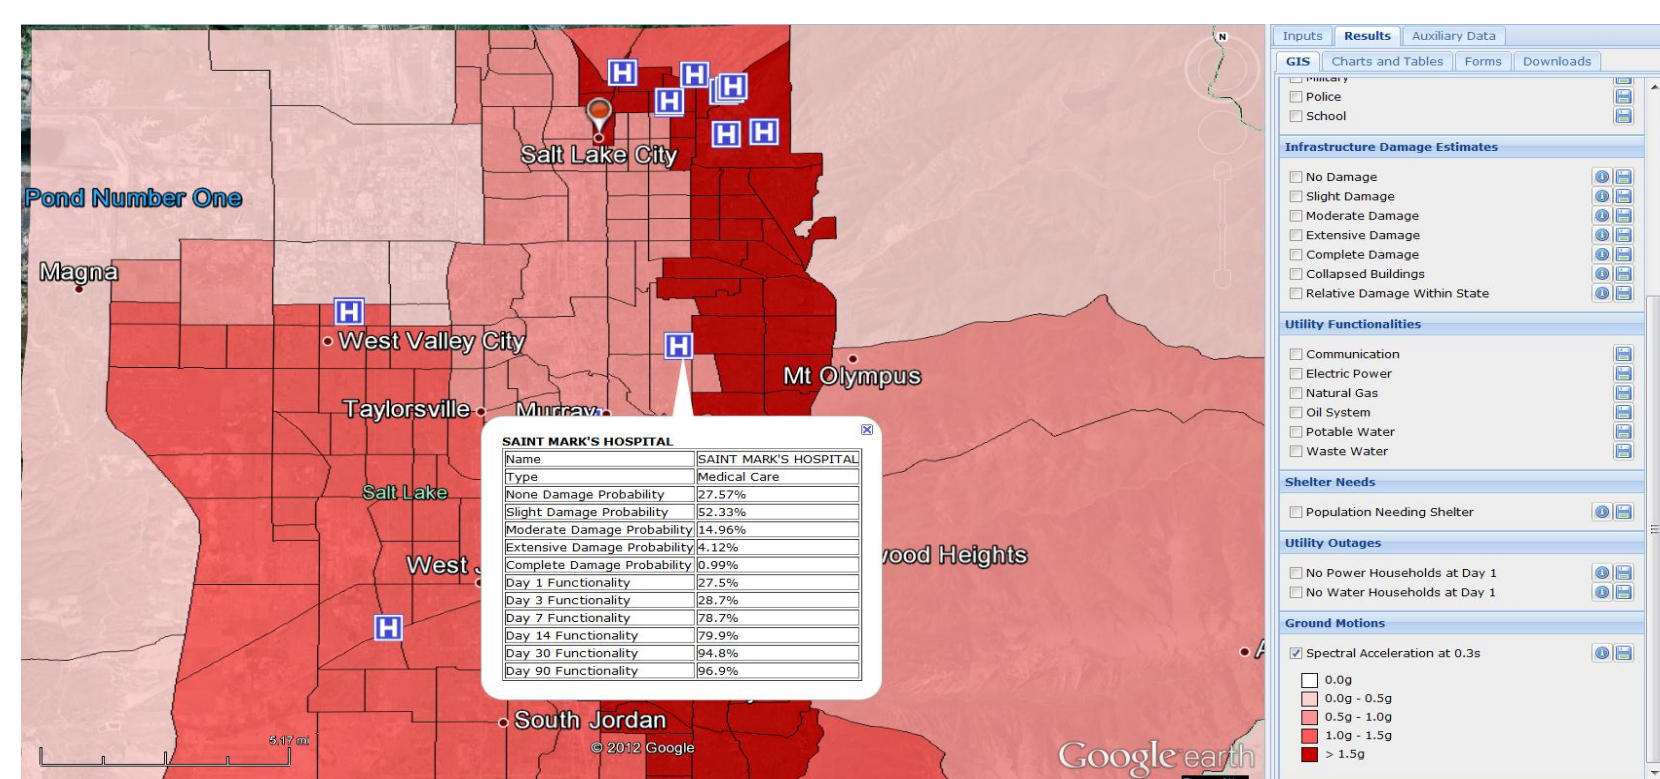 N
Salt Lake City
Pond Number One
Magna
West Valley City
Mt Olympus
Taylorsville
Murray
Salt Lake
West J
wood Heights
South Jordan
5.17 mi
© 2012 Google
Google earth
H
H
H
H
H
H
H
H
H
SAINT MARK'S HOSPITAL
Name SAINT MARK'S HOSPITAL
Type Medical Care
None Damage Probability 27.57%
Slight Damage Probability 52.33%
Moderate Damage Probability 14.96%
Extensive Damage Probability 4.12%
Complete Damage Probability 0.99%
Day 1 Functionality 27.5%
Day 3 Functionality 28.7%
Day 7 Functionality 78.7%
Day 14 Functionality 79.9%
Day 30 Functionality 94.8%
Day 90 Functionality 96.9%
Inputs Results Auxiliary Data
GIS Charts and Tables Forms Downloads
Military
Police
School
Infrastructure Damage Estimates
No Damage
Slight Damage
Moderate Damage
Extensive Damage
Complete Damage
Collapsed Buildings
Relative Damage Within State
Utility Functionalities
Communication
Electric Power
Natural Gas
Oil System
Potable Water
Waste Water
Shelter Needs
Population Needing Shelter
Utility Outages
No Power Households at Day 1
No Water Households at Day 1
Ground Motions
Spectral Acceleration at 0.3s
0.0g
0.0g - 0.5g
0.5g - 1.0g
1.0g - 1.5g
> 1.5g